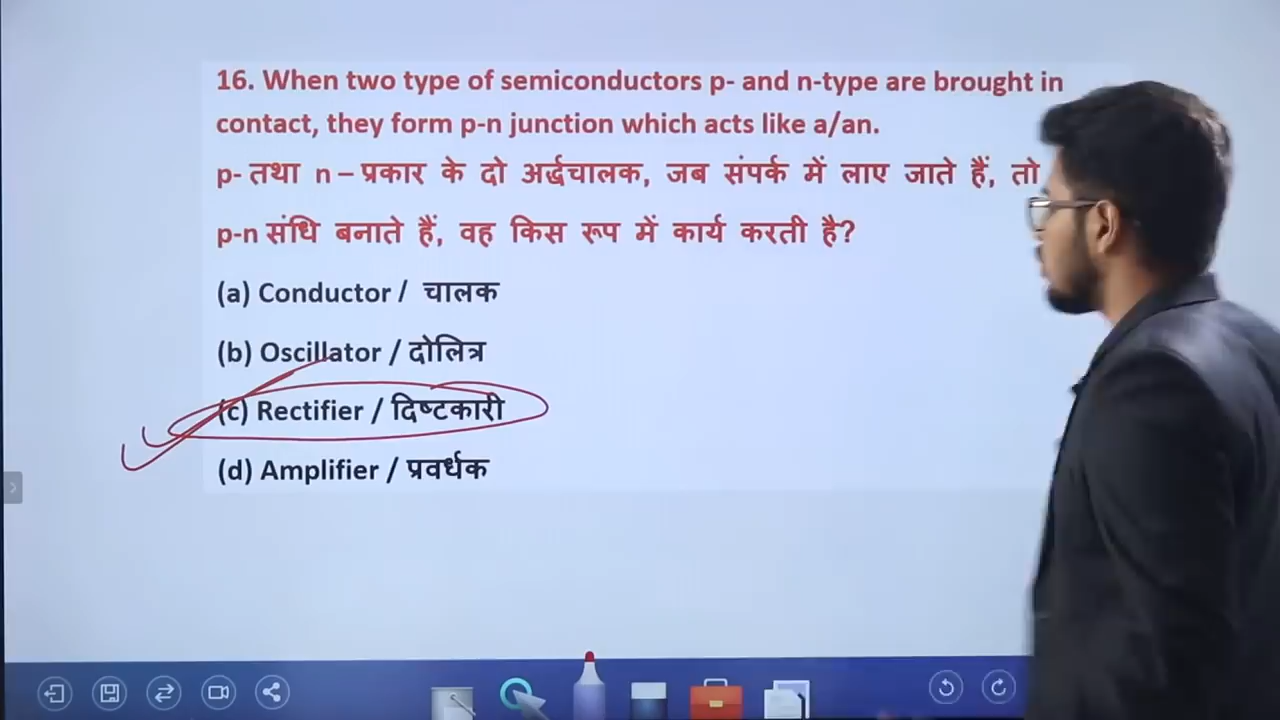 16. When two type of semiconductors p- and n-type are brought in
contact, they form p-n junction which acts like a/an.
p- तथा n – प्रकार के दो अर्द्धचालक, जब संपर्क में लाए जाते हैं, तो
p-n संधि बनाते हैं, वह किस रूप में कार्य करती है?
(a) Conductor / चालक
(b) Oscillator / दोलित्र
(c) Rectifier / दिष्टकारी
(d) Amplifier / प्रवर्धक